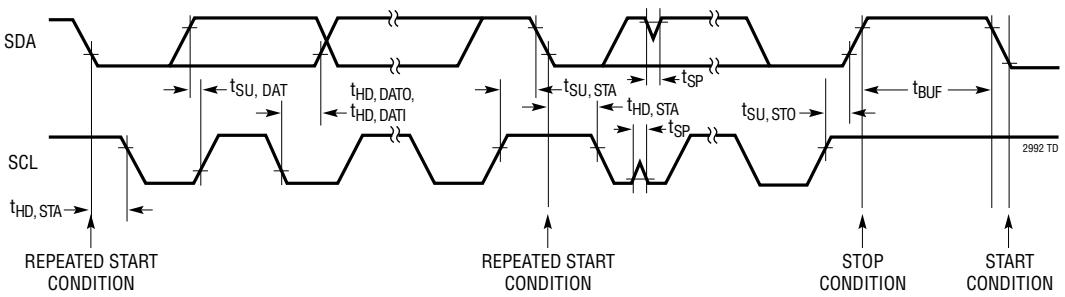 SDA
tSU, DAT
tHD, DATO,
tHD, DATI
tSU, STA
tSP
tHD, STA
tSP
tSU, STO
tBUF
SCL
2992 TD
tHD, STA
REPEATED START
CONDITION
REPEATED START
CONDITION
STOP
CONDITION
START
CONDITION